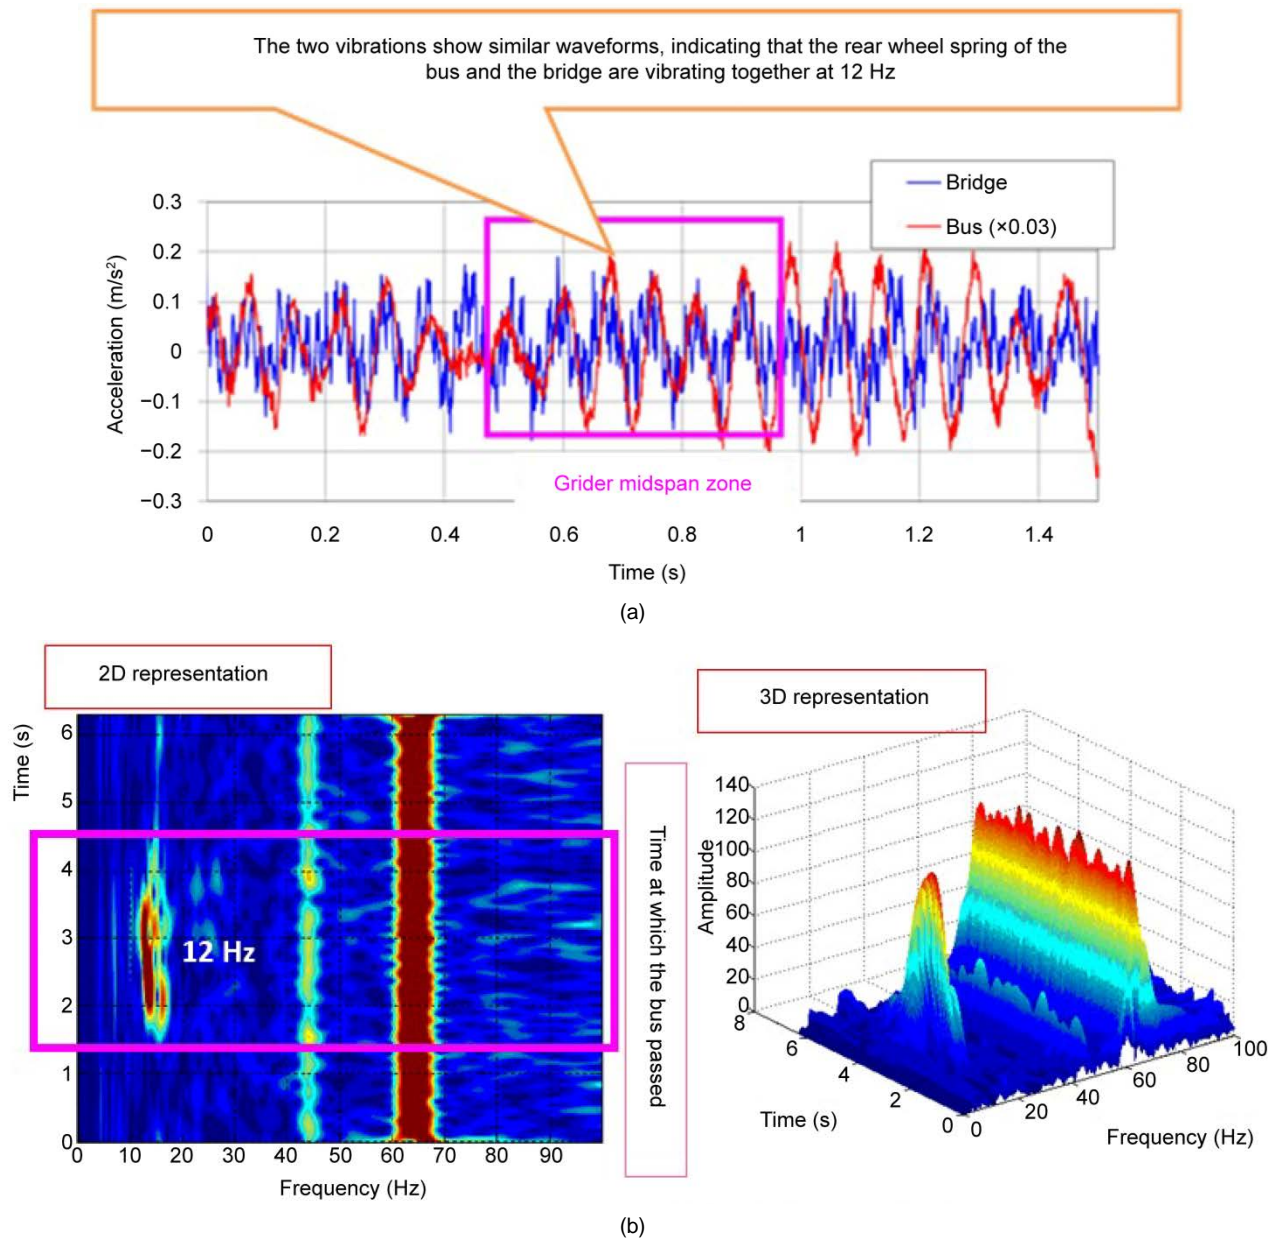 The two vibrations show similar waveforms, indicating that the rear wheel spring of the
bus and the bridge are vibrating together at 12 Hz
Bridge
Bus (×0.03)
0.3
0.2
0.1
0
−0.1
−0.2
−0.3
Acceleration (m/s²)
Grider midspan zone
0 0.2 0.4 0.6 0.8 1 1.2 1.4
Time (s)
(a)
2D representation
Time (s)
6
5
4
3
2
1
0
12 Hz
0 10 20 30 40 50 60 70 80 90
Frequency (Hz)
Time at which the bus passed
3D representation
Amplitude
140
120
100
80
60
40
20
0
8
6
4
2
0
Time (s)
0 20 40 60 80 100
Frequency (Hz)
(b)